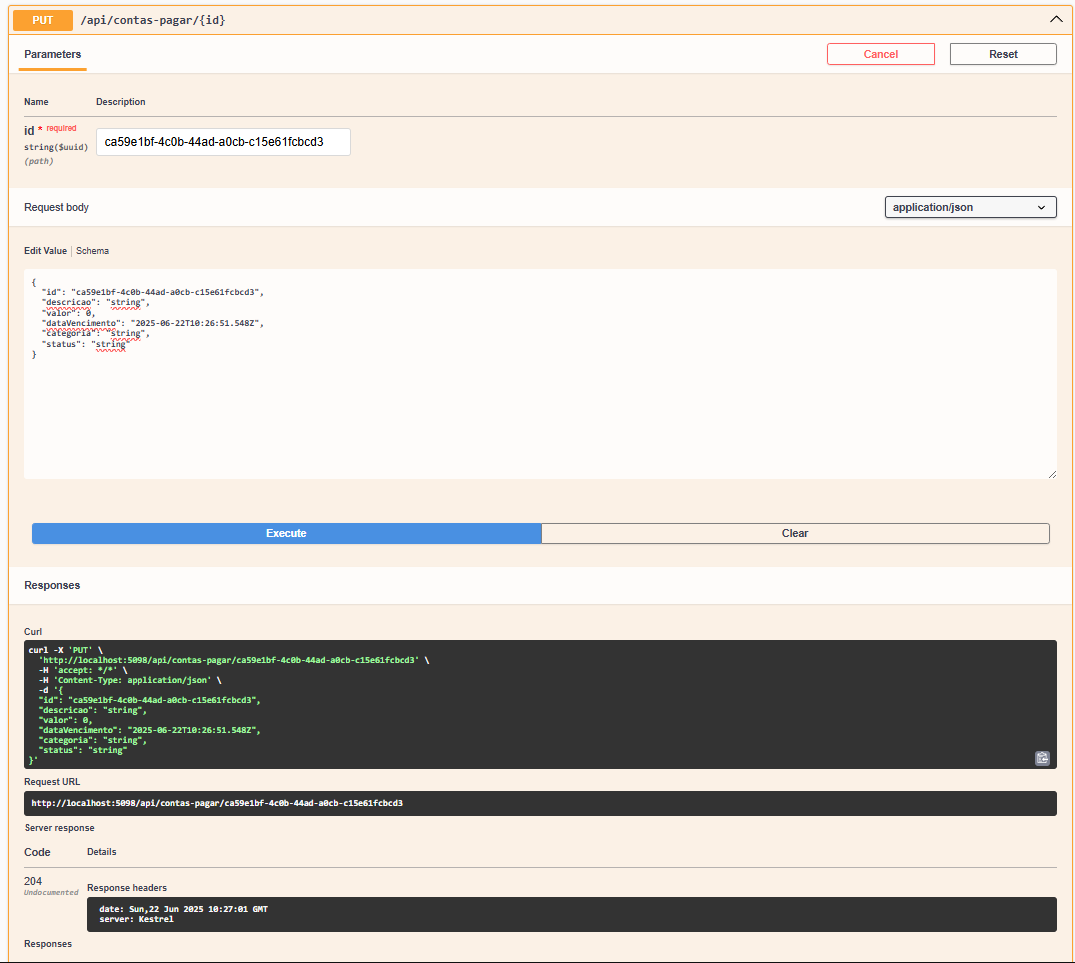 PUT /api/contas-pagar/{id}
Parameters
Cancel
Reset
Name Description
id * required
string($uuid)
(path)
ca59e1bf-4c0b-44ad-a0cb-c15e61fcbcd3
Request body
application/json
Edit Value | Schema
{
"id": "ca59e1bf-4c0b-44ad-a0cb-c15e61fcbcd3",
"descricao": "string",
"valor": 0,
"dataVencimento": "2025-06-22T10:26:51.548Z",
"categoria": "string",
"status": "string"
}
Execute
Clear
Responses
Curl
curl -X 'PUT' \
'http://localhost:5098/api/contas-pagar/ca59e1bf-4c0b-44ad-a0cb-c15e61fcbcd3' \
-H 'accept: */*' \
-H 'Content-Type: application/json' \
-d '{
"id": "ca59e1bf-4c0b-44ad-a0cb-c15e61fcbcd3",
"descricao": "string",
"valor": 0,
"dataVencimento": "2025-06-22T10:26:51.548Z",
"categoria": "string",
"status": "string"
}'
Request URL
http://localhost:5098/api/contas-pagar/ca59e1bf-4c0b-44ad-a0cb-c15e61fcbcd3
Server response
Code Details
204
Undocumented
Response headers
date: Sun,22 Jun 2025 10:27:01 GMT
server: Kestrel
Responses